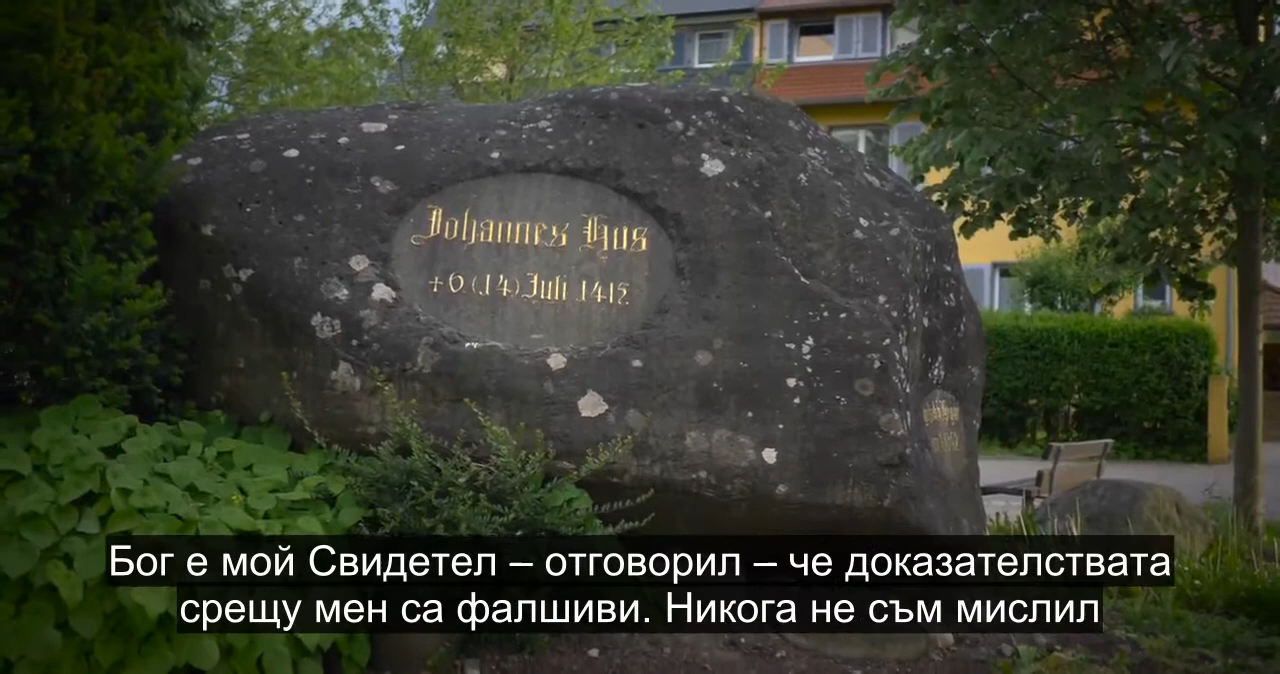 Johannes Hus
+ 6. (14.) Juli 1415
Бог е мой Свидетел – отговорил – че доказателствата
срещу мен са фалшиви. Никога не съм мислил